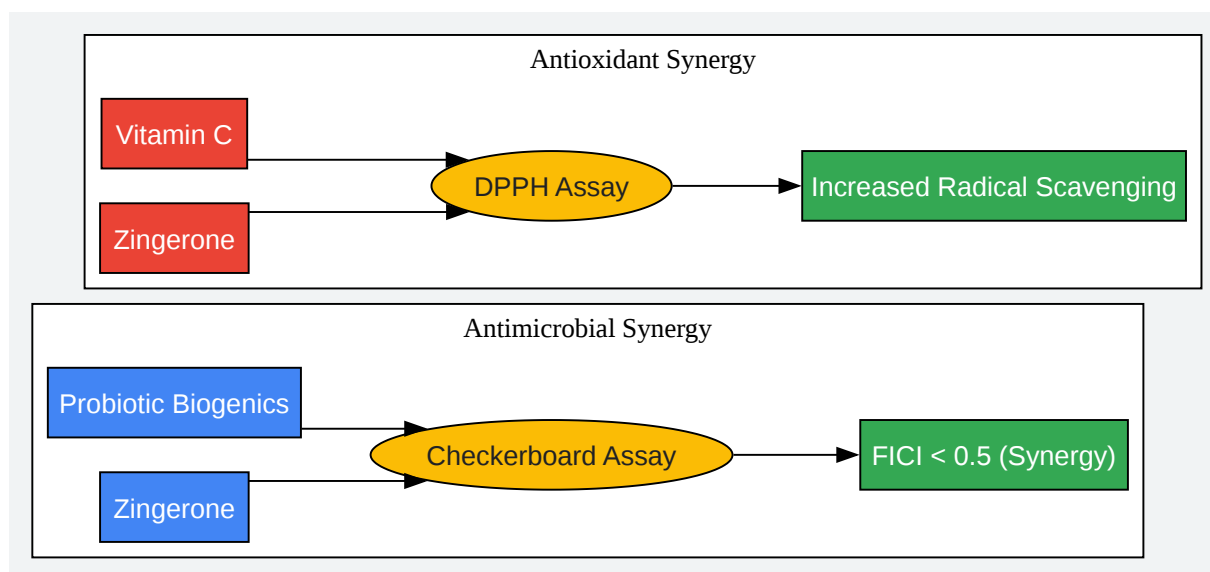 Antioxidant Synergy
Vitamin C
Zingerone
DPPH Assay
Increased Radical Scavenging
Antimicrobial Synergy
Probiotic Biogenics
Zingerone
Checkerboard Assay
FICI < 0.5 (Synergy)